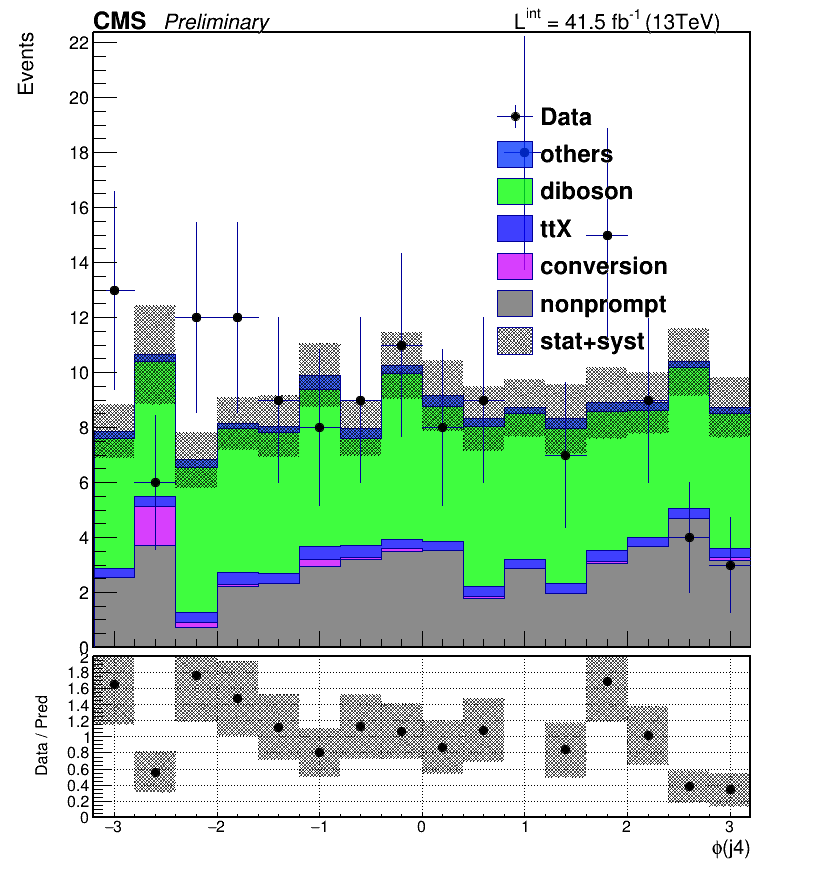 CMS Preliminary L^int = 41.5 fb^-1 (13TeV)
Events
22
20
18
16
14
12
10
8
6
4
2
0
Data
others
diboson
ttX
conversion
nonprompt
stat+syst
Data / Pred
2
1.8
1.6
1.4
1.2
1
0.8
0.6
0.4
0.2
0
−3 −2 −1 0 1 2 3
ϕ(j4)